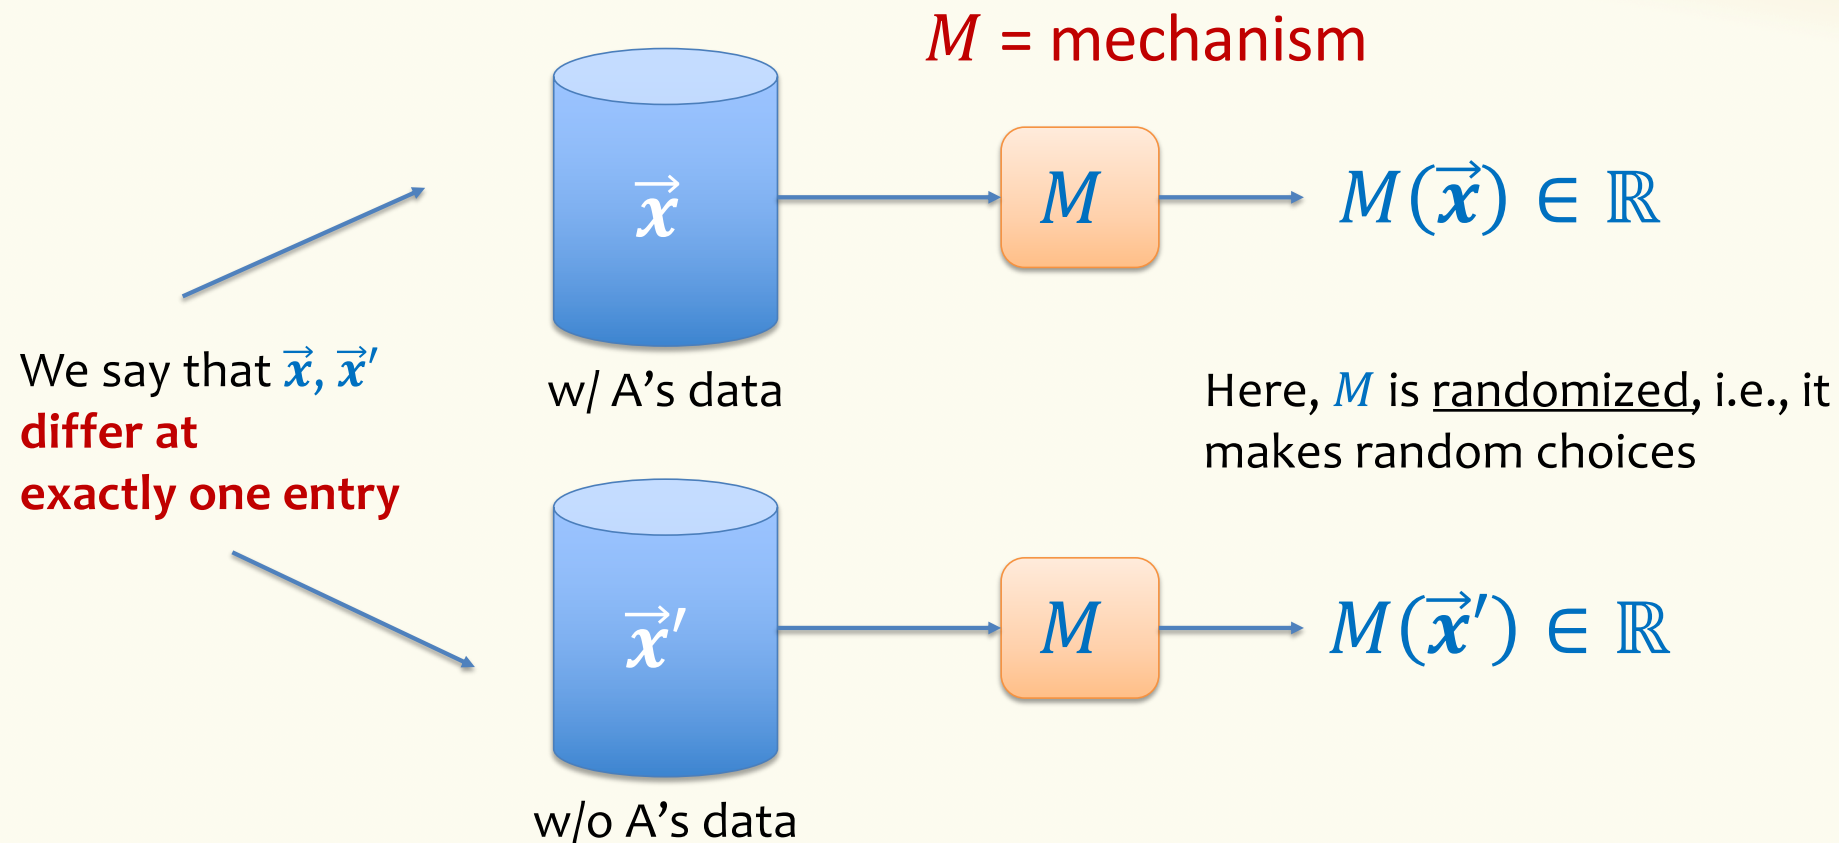 M = mechanism
x⃗
M
M(x⃗) ∈ ℝ
w/ A’s data
We say that x⃗, x⃗′
differ at
exactly one entry
Here, M is randomized, i.e., it
makes random choices
x⃗′
M
M(x⃗′) ∈ ℝ
w/o A’s data